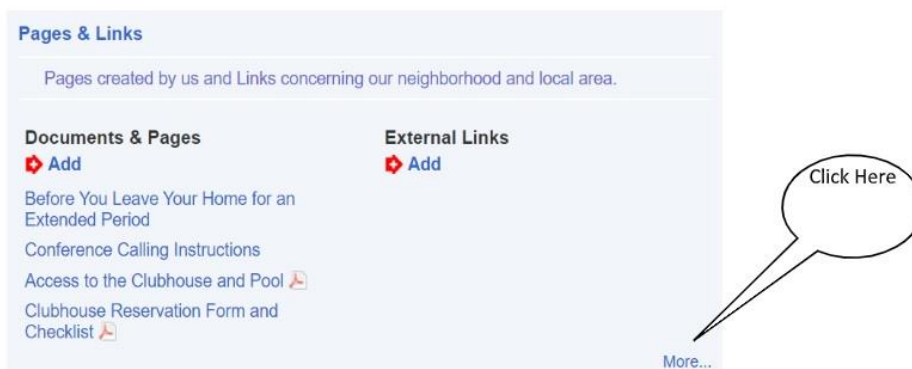 Pages & Links
Pages created by us and Links concerning our neighborhood and local area.
Documents & Pages
Add
Before You Leave Your Home for an
Extended Period
Conference Calling Instructions
Access to the Clubhouse and Pool
Clubhouse Reservation Form and
Checklist
External Links
Add
Click Here
More...